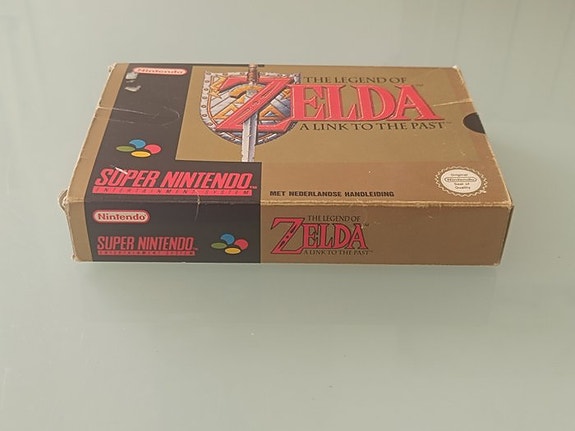 Nintendo
THE LEGEND OF
ZELDA
A LINK TO THE PAST
SUPER NINTENDO
ENTERTAINMENT SYSTEM
MET NEDERLANDSE HANDLEIDING
Original
Nintendo
Seal of
Quality
Nintendo
SUPER NINTENDO
ENTERTAINMENT SYSTEM
THE LEGEND OF
ZELDA
A LINK TO THE PAST